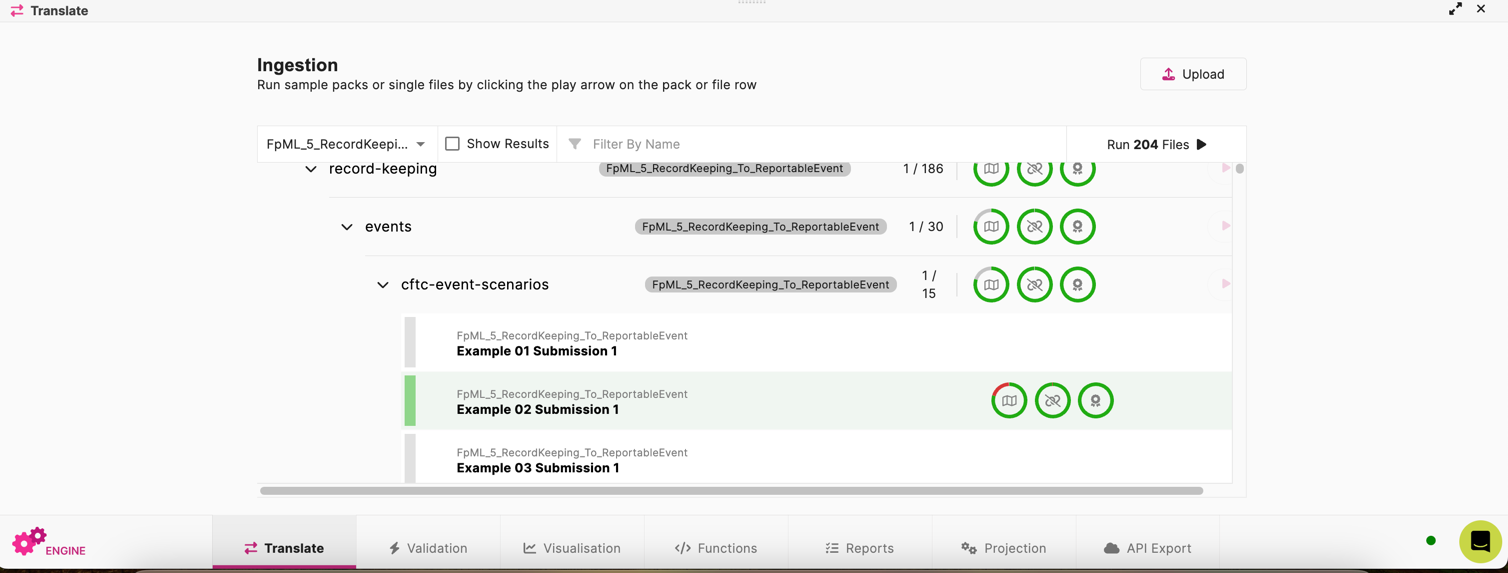 Translate
Ingestion
Run sample packs or single files by clicking the play arrow on the pack or file row
Upload
FpML_5_RecordKeepi...
Show Results
Filter By Name
Run 204 Files
record-keeping
FpML_5_RecordKeeping_To_ReportableEvent
1 / 186
events
FpML_5_RecordKeeping_To_ReportableEvent
1 / 30
cftc-event-scenarios
FpML_5_RecordKeeping_To_ReportableEvent
1 /
15
FpML_5_RecordKeeping_To_ReportableEvent
Example 01 Submission 1
FpML_5_RecordKeeping_To_ReportableEvent
Example 02 Submission 1
FpML_5_RecordKeeping_To_ReportableEvent
Example 03 Submission 1
ENGINE
Translate
Validation
Visualisation
Functions
Reports
Projection
API Export